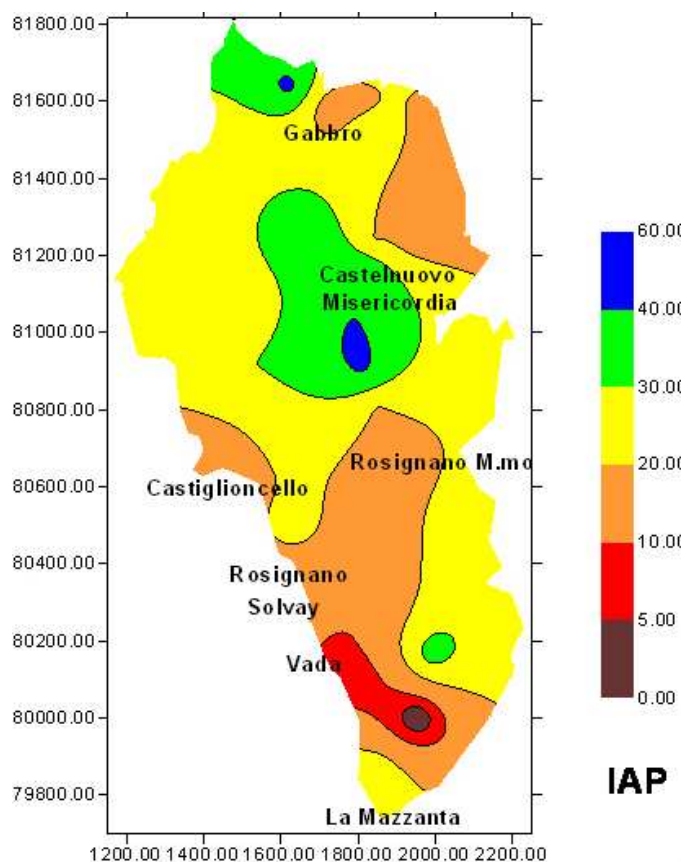 81800.00
81600.00
Gabbro
81400.00
81200.00
Castelnuovo
Misericordia
81000.00
80800.00
Rosignano M.mo
80600.00
Castiglioncello
80400.00
Rosignano
Solvay
80200.00
Vada
80000.00
79800.00
La Mazzanta
1200.00 1400.00 1600.00 1800.00 2000.00 2200.00
60.00
40.00
30.00
20.00
10.00
5.00
0.00
IAP